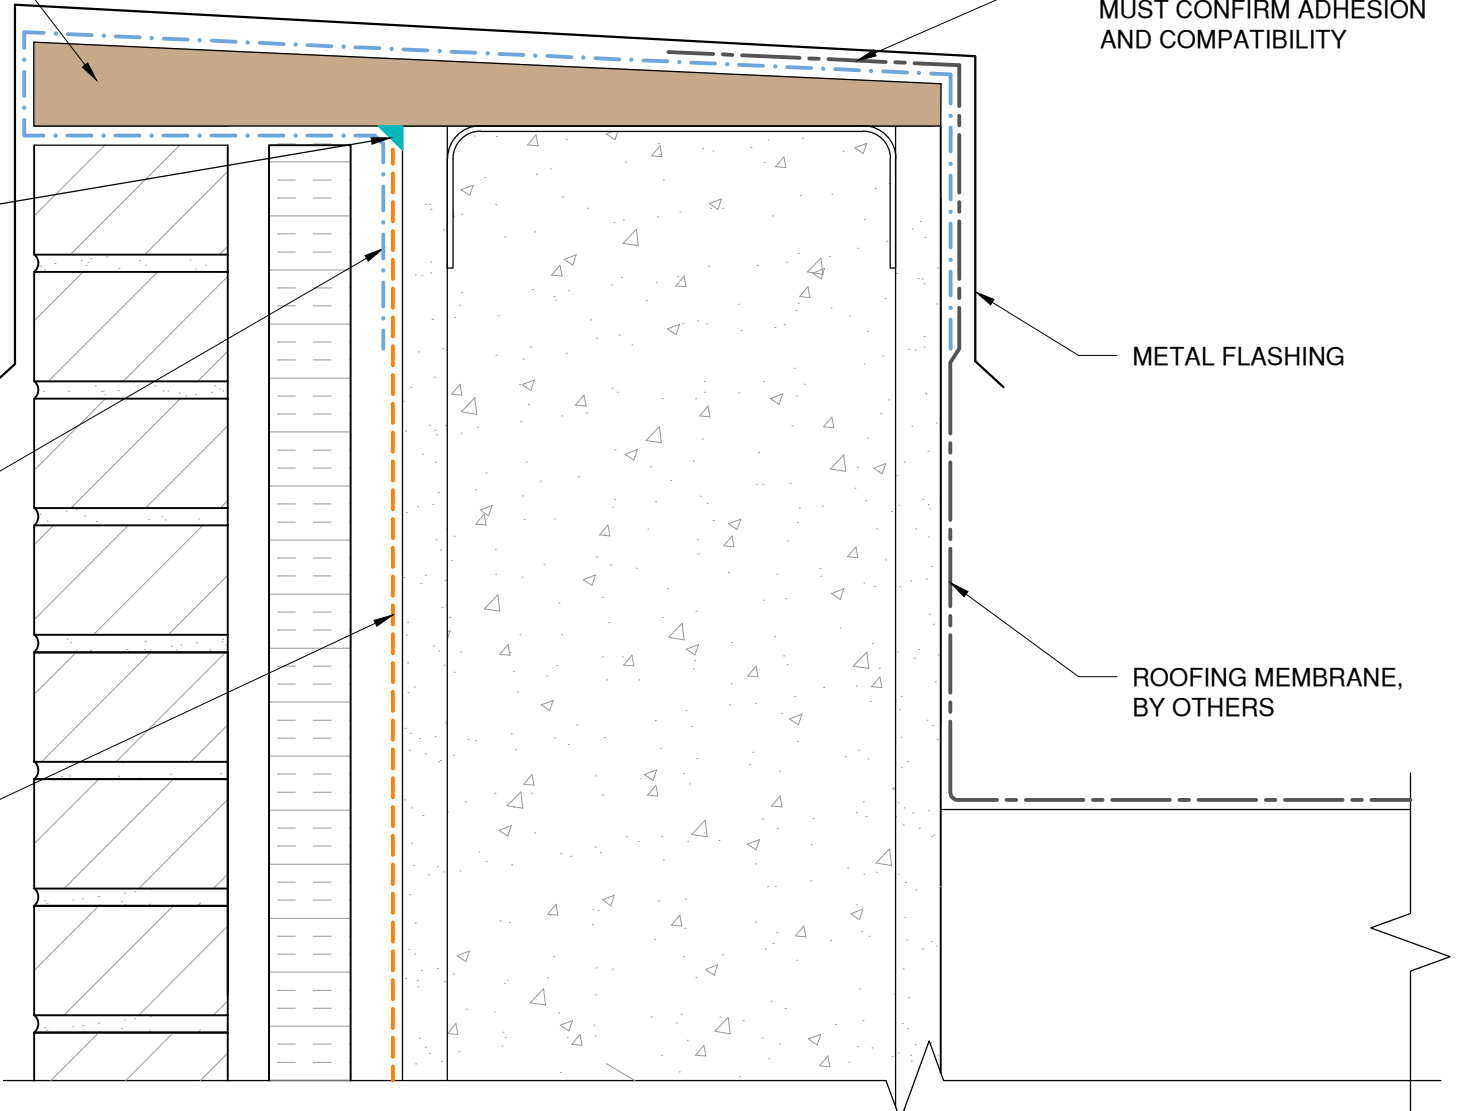 MUST CONFIRM ADHESION
AND COMPATIBILITY
METAL FLASHING
ROOFING MEMBRANE,
BY OTHERS